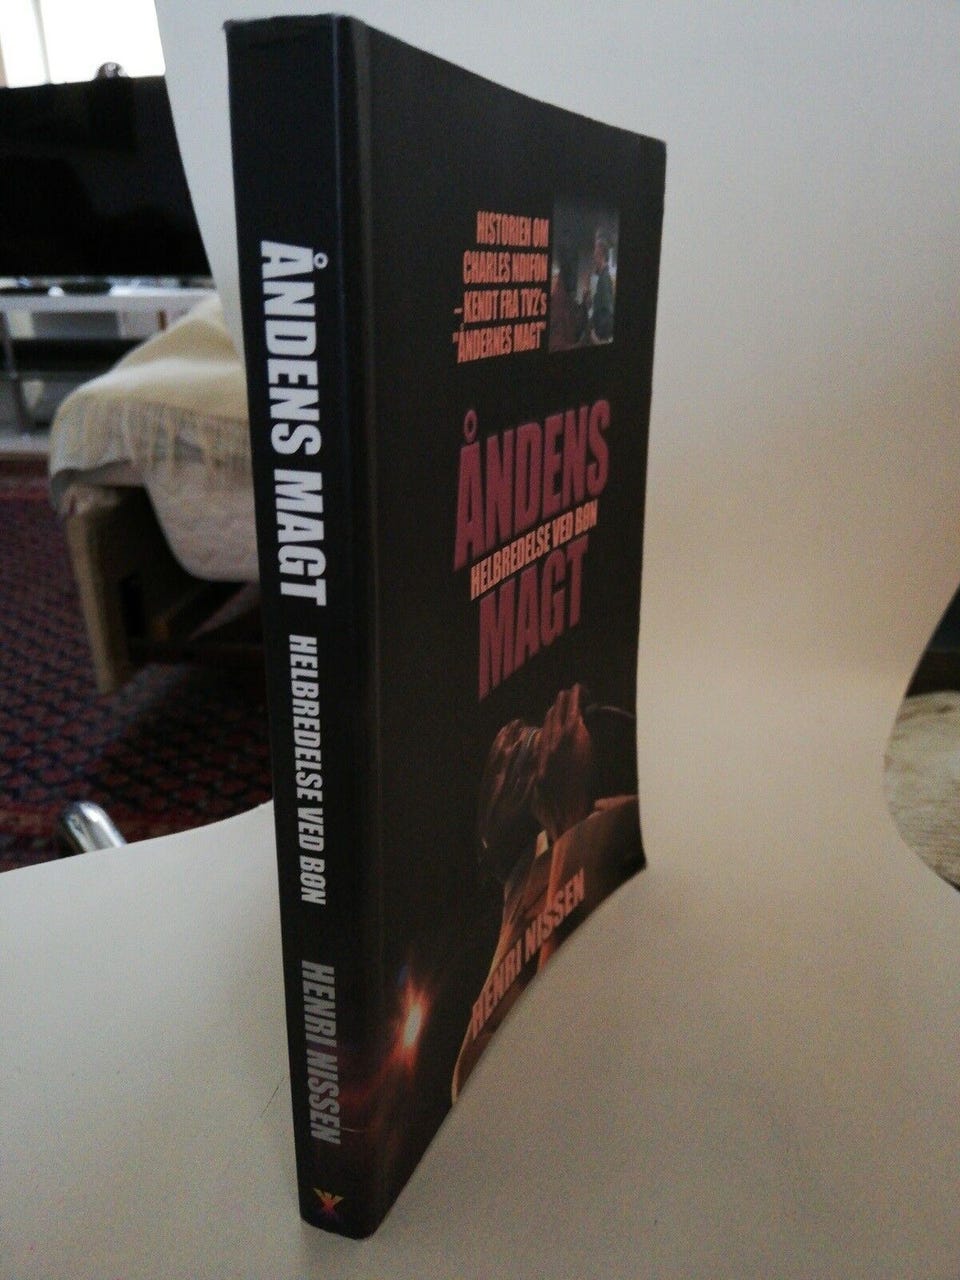 ÅNDENS MAGT HELBREDELSE VED BØN HENRI NISSEN
HISTORIEN OM
CHARLES NDIFON
- KENDT FRA TV2's
"ÅNDERNES MAGT"
ÅNDENS
HELBREDELSE VED BØN
MAGT
HENRI NISSEN